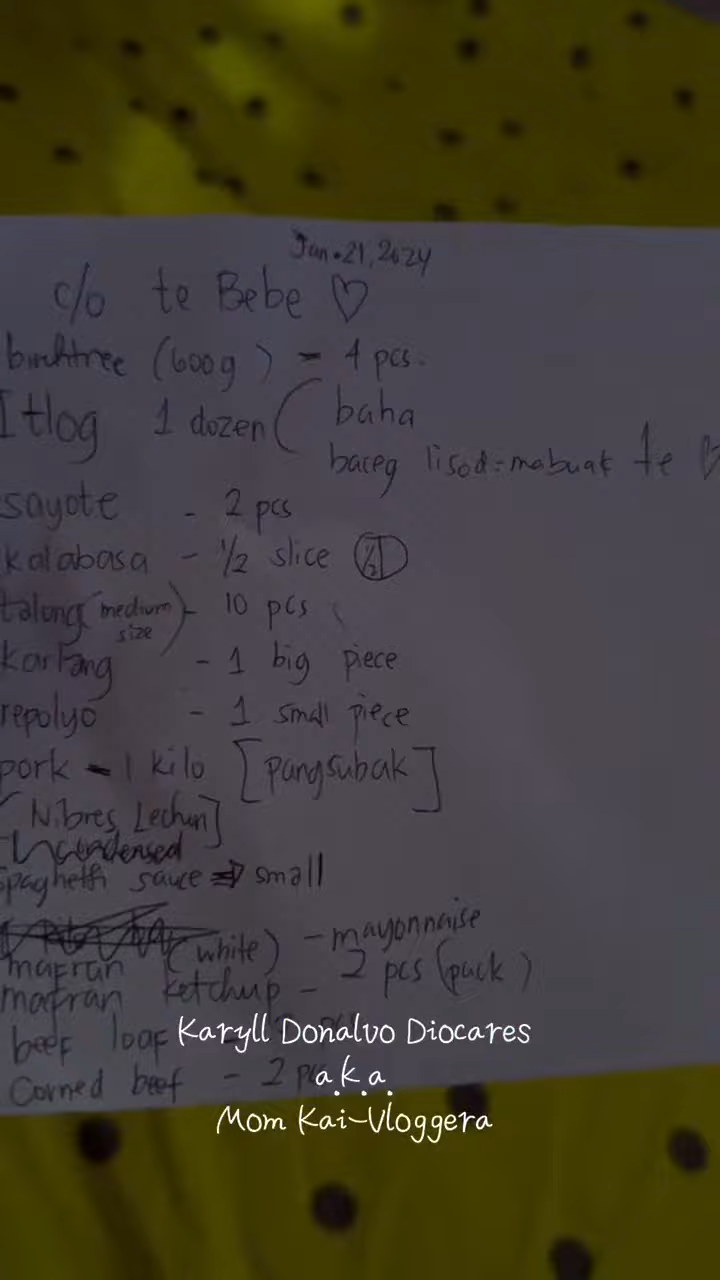 Jan. 21, 2024
c/o te Bebe ♡
birchtree (600g) - 4 pcs.
Itlog 1 dozen ( baha
baceg lisod-mabuak te ♡
sayote - 2 pcs
kalabasa - 1/2 slice 1/2
talong (medium size) - 10 pcs
- 1 big piece
repolyo - 1 small piece
pork - 1 kilo [pangsubak]
[Nibres Lechon]
condensed
spaghetti sauce ⇒ small
mafran (white) - mayonnaise
mafran ketchup - 2 pcs (pack)
beef loaf
Corned beef - 2
Karyll Donalvo Diocares
a.k.a.
Mom Kai-Vloggera